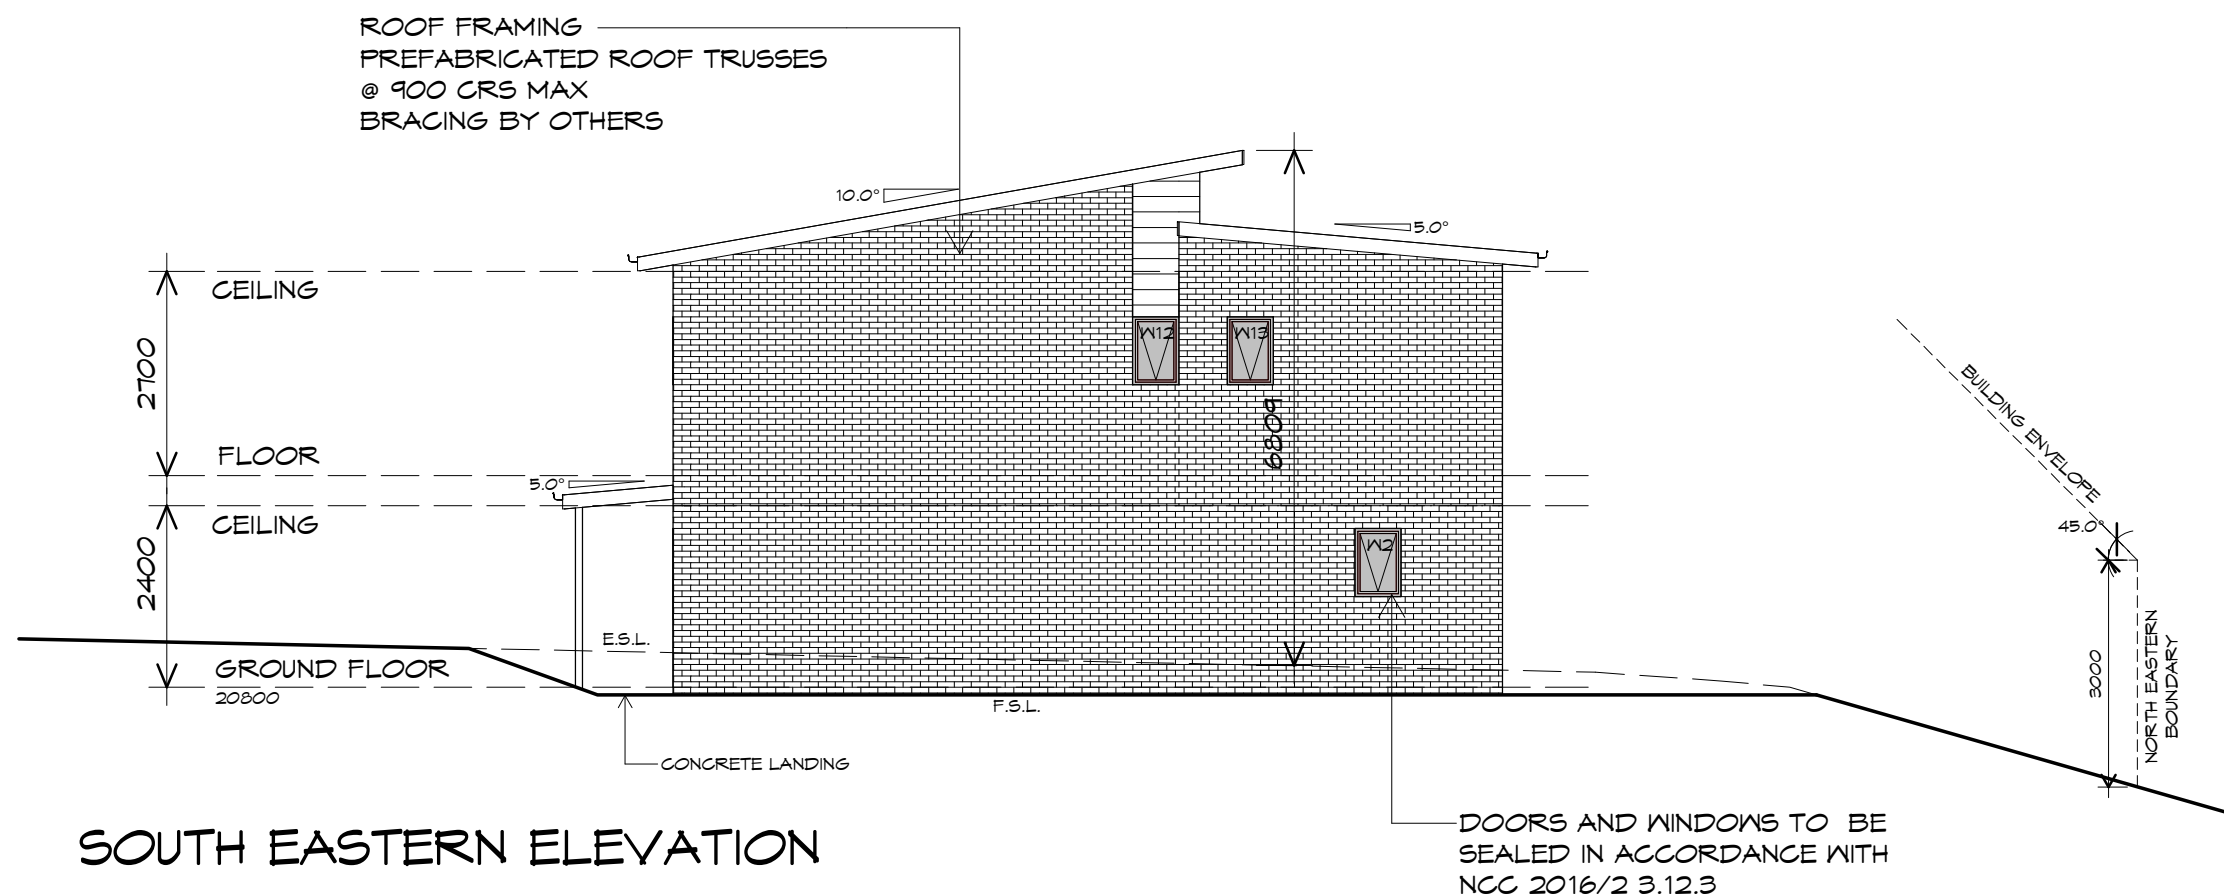 ROOF FRAMING
PREFABRICATED ROOF TRUSSES
@ 900 CRS MAX
BRACING BY OTHERS
10.0°
5.0°
CEILING
2700
W12
W13
6809
FLOOR
5.0°
CEILING
2400
W2
BUILDING ENVELOPE
45.0°
E.S.L.
GROUND FLOOR
20800
F.S.L.
3000
NORTH EASTERN
BOUNDARY
CONCRETE LANDING
DOORS AND WINDOWS TO BE
SEALED IN ACCORDANCE WITH
NCC 2016/2 3.12.3
SOUTH EASTERN ELEVATION